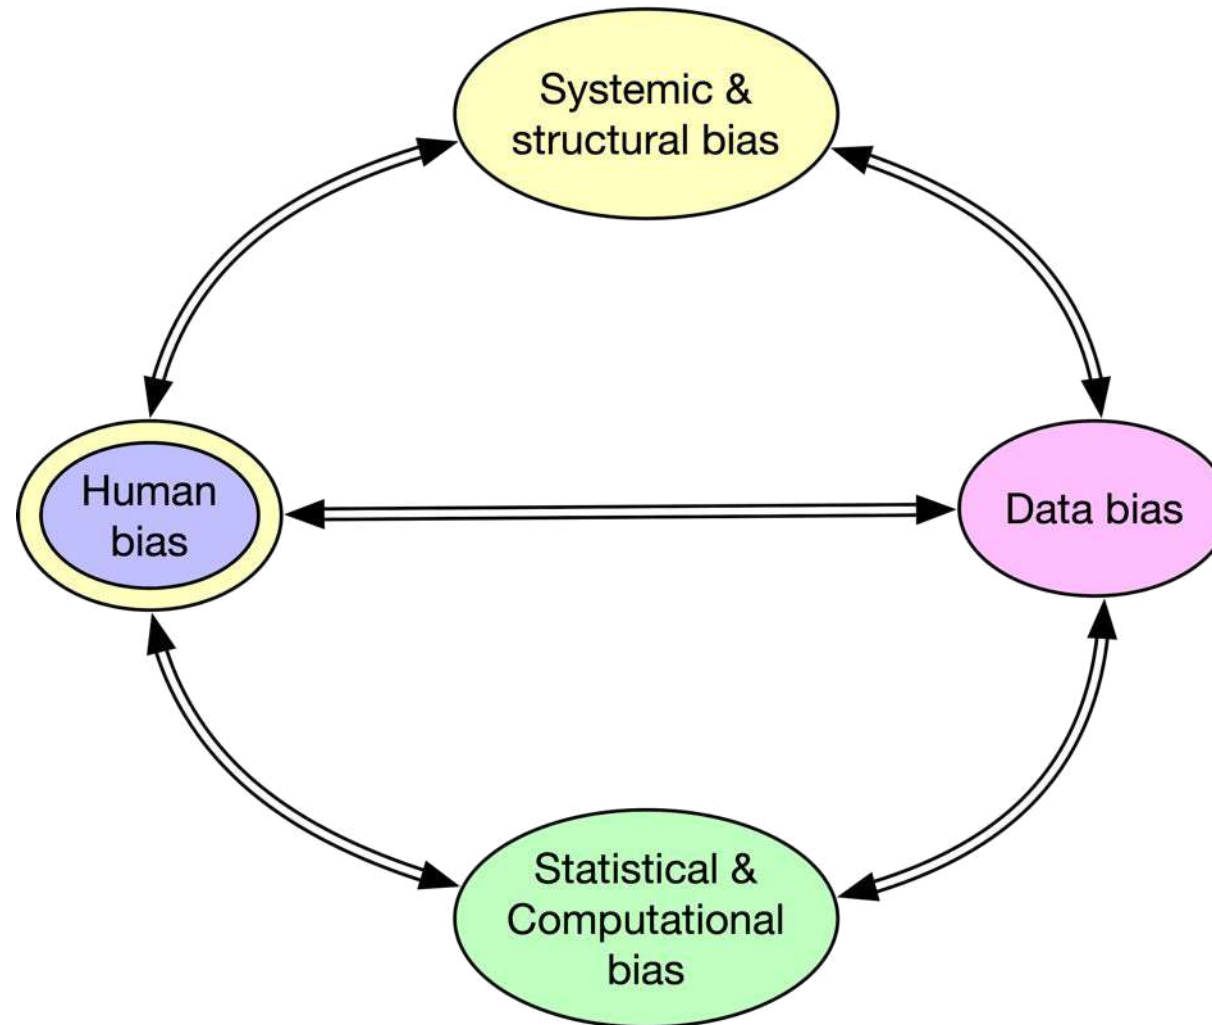 Systemic &
structural bias
Human
bias
Data bias
Statistical &
Computational
bias